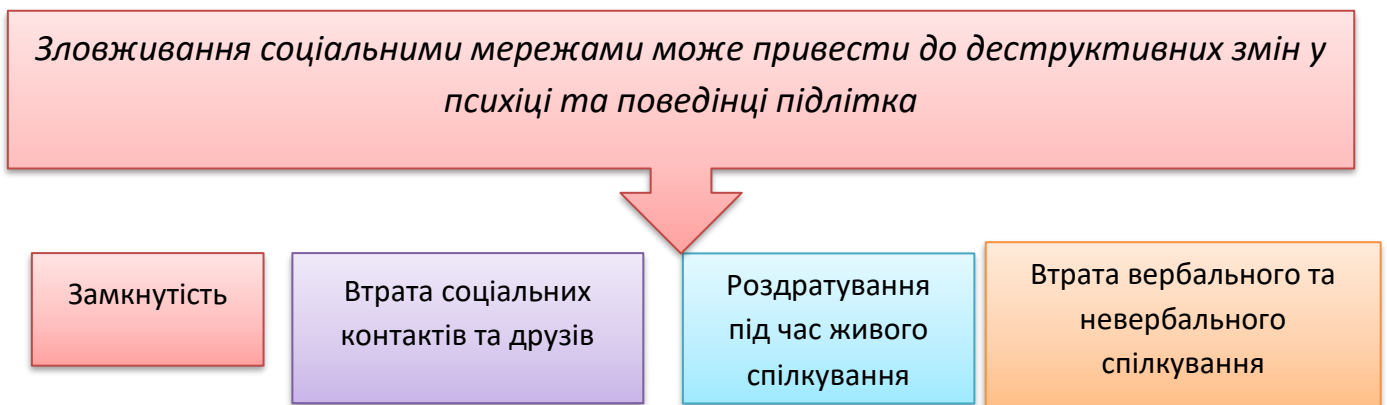 Зловживання соціальними мережами може привести до деструктивних змін у
психіці та поведінці підлітка
Замкнутість
Втрата соціальних
контактів та друзів
Роздратування
під час живого
спілкування
Втрата вербального та
невербального
спілкування